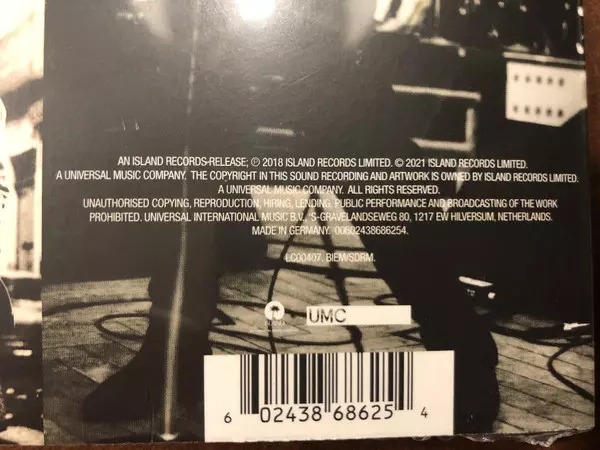 AN ISLAND RECORDS-RELEASE; ℗ 2018 ISLAND RECORDS LIMITED. © 2021 ISLAND RECORDS LIMITED.
A UNIVERSAL MUSIC COMPANY. THE COPYRIGHT IN THIS SOUND RECORDING AND ARTWORK IS OWNED BY ISLAND RECORDS LIMITED.
A UNIVERSAL MUSIC COMPANY. ALL RIGHTS RESERVED.
UNAUTHORISED COPYING, REPRODUCTION, HIRING, LENDING, PUBLIC PERFORMANCE AND BROADCASTING OF THE WORK
PROHIBITED. UNIVERSAL INTERNATIONAL MUSIC B.V., 'S-GRAVELANDSEWEG 80, 1217 EW HILVERSUM, NETHERLANDS.
MADE IN GERMANY. 00602438686254.
LC00407. BIEM/SDRM.
UMC
6 02438 68625 4